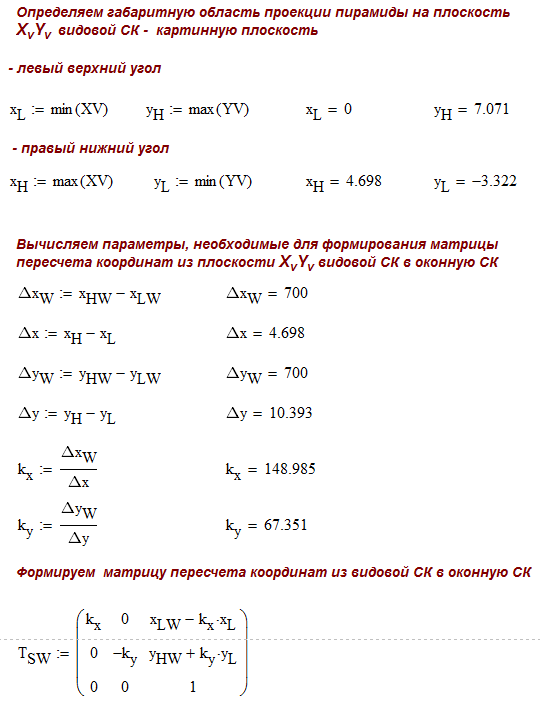 Определяем габаритную область проекции пирамиды на плоскость
XvYv видовой СК - картинную плоскость
- левый верхний угол
xL := min(XV) yH := max(YV) xL = 0 yH = 7.071
- правый нижний угол
xH := max(XV) yL := min(YV) xH = 4.698 yL = −3.322
Вычисляем параметры, необходимые для формирования матрицы
пересчета координат из плоскости XvYv видовой СК в оконную СК
ΔxW := xHW − xLW ΔxW = 700
Δx := xH − xL Δx = 4.698
ΔyW := yHW − yLW ΔyW = 700
Δy := yH − yL Δy = 10.393
kx := ΔxW / Δx kx = 148.985
ky := ΔyW / Δy ky = 67.351
Формируем матрицу пересчета координат из видовой СК в оконную СК
kx 0 xLW − kx·xL
TSW := 0 −ky yHW + ky·yL
0 0 1